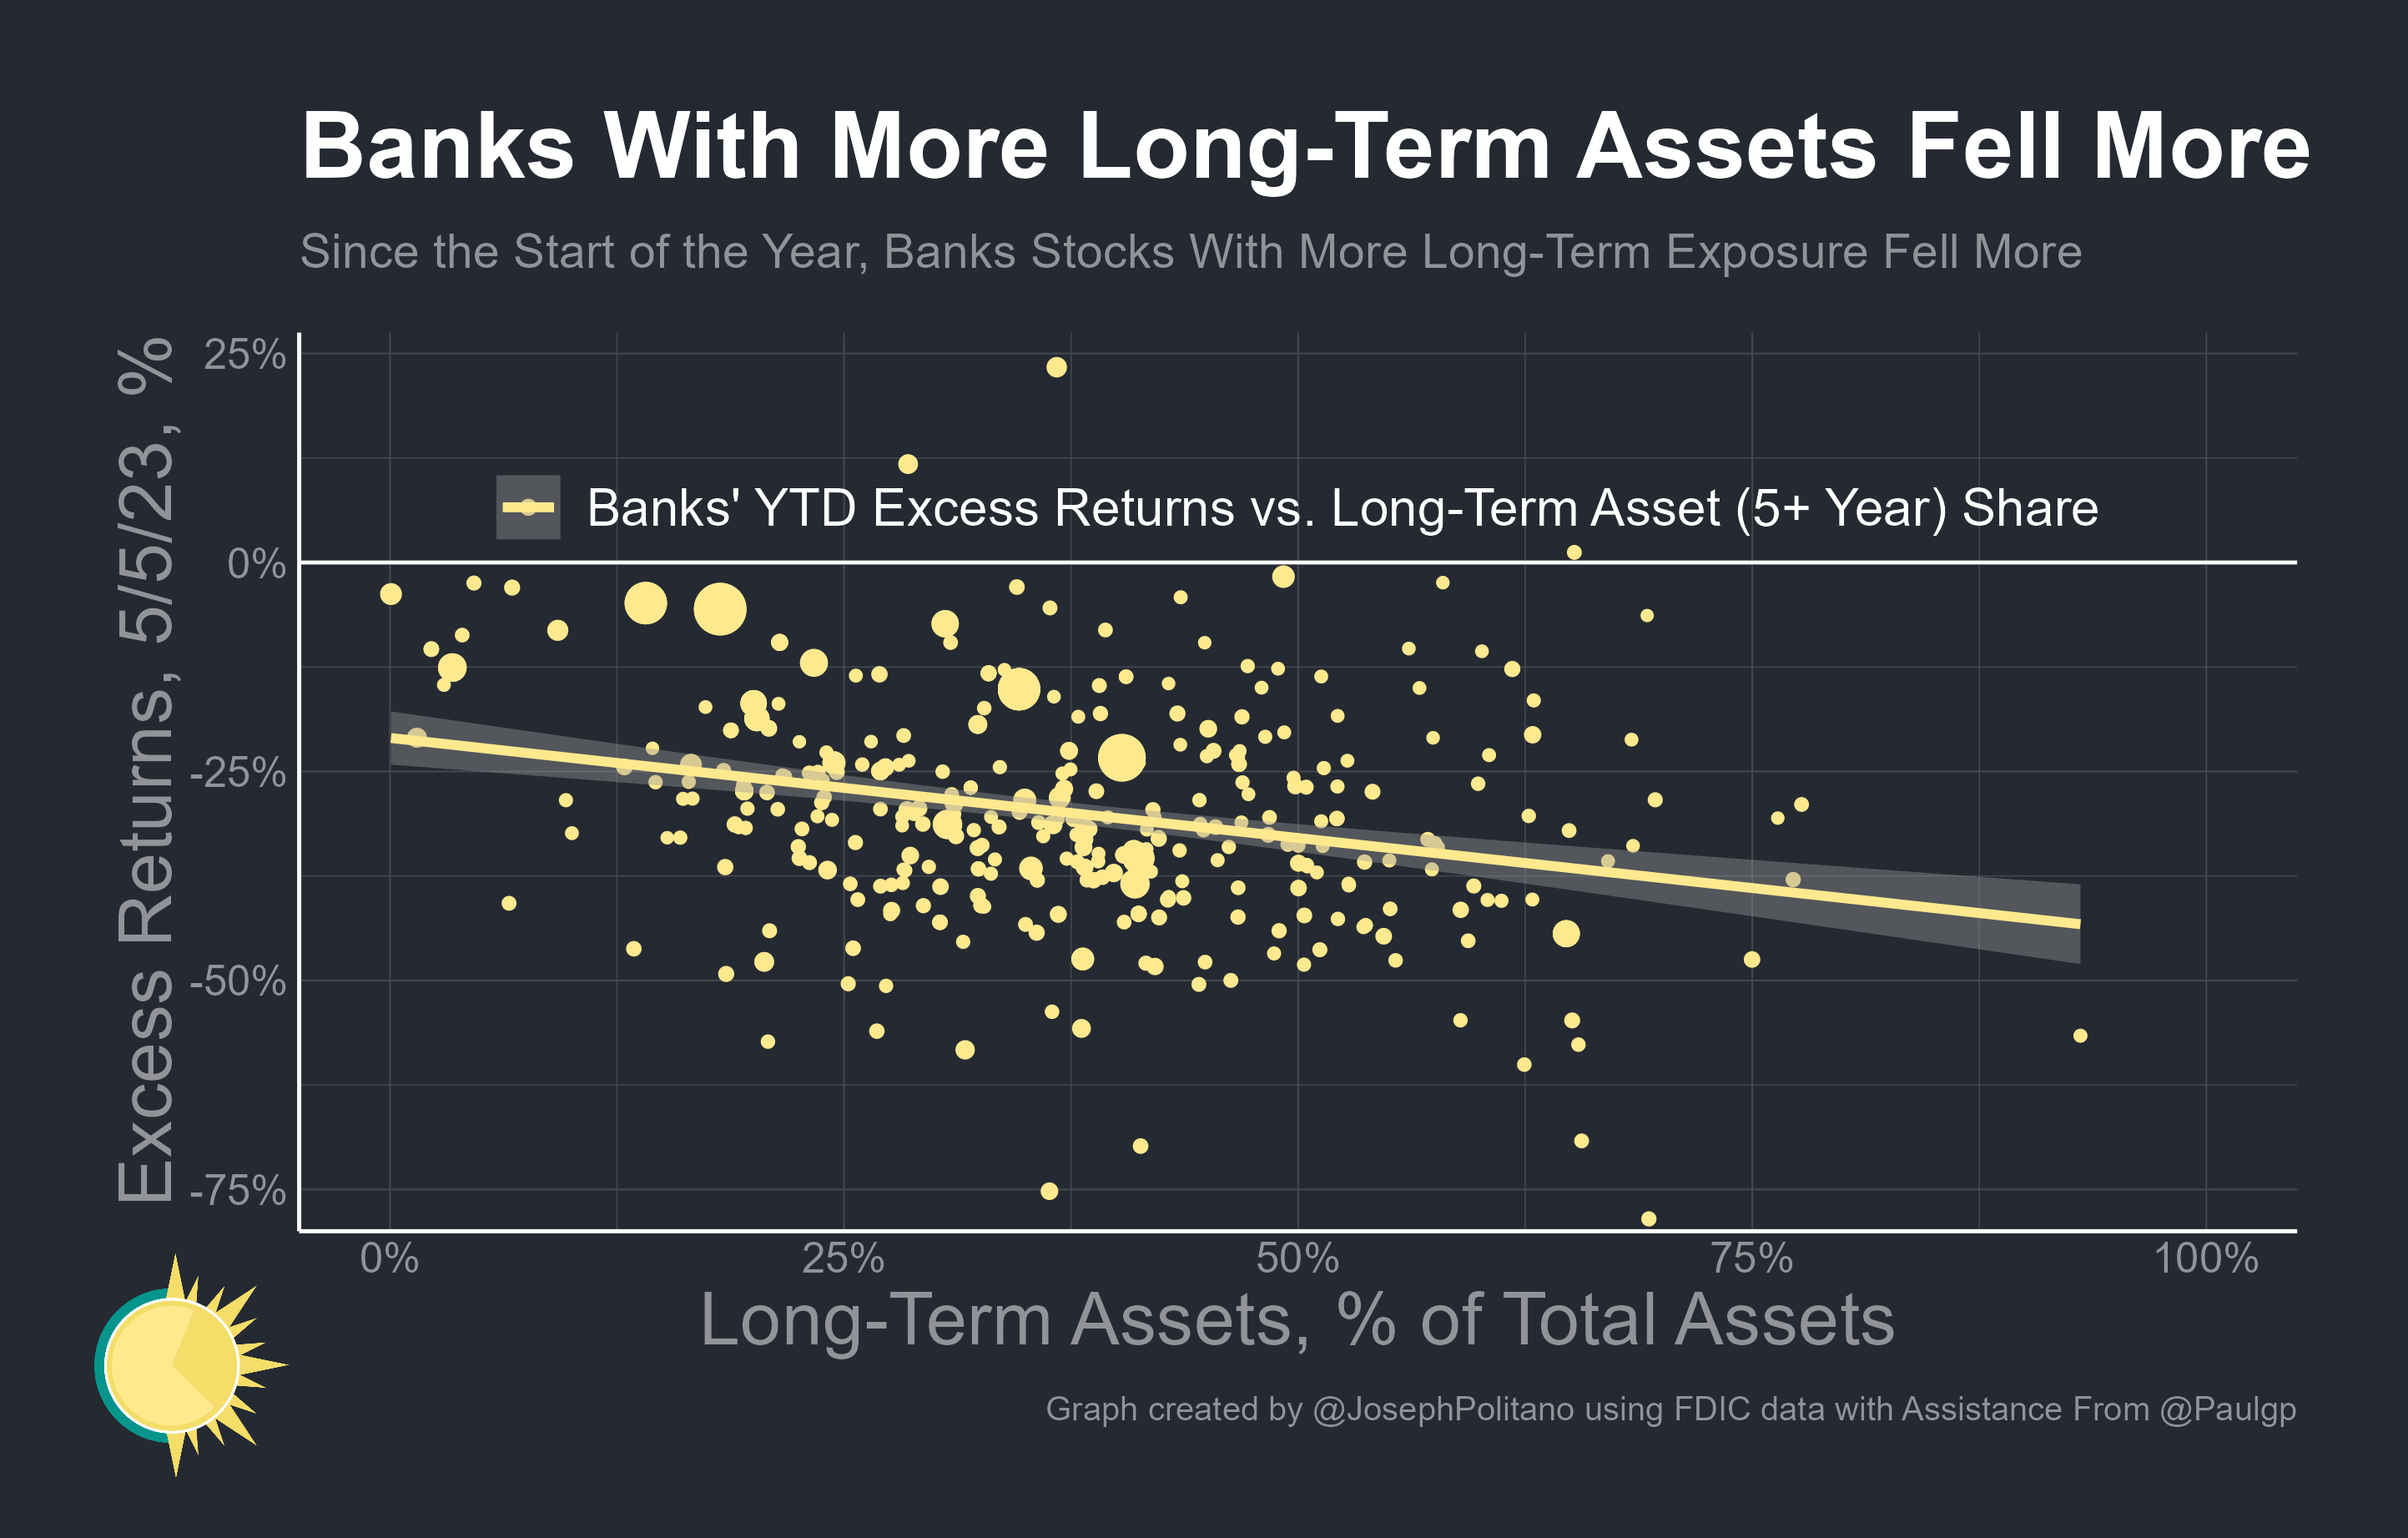 Banks With More Long-Term Assets Fell More
Since the Start of the Year, Banks Stocks With More Long-Term Exposure Fell More
Excess Returns, 5/5/23, %
25%
0%
-25%
-50%
-75%
Banks' YTD Excess Returns vs. Long-Term Asset (5+ Year) Share
0%
25%
50%
75%
100%
Long-Term Assets, % of Total Assets
Graph created by @JosephPolitano using FDIC data with Assistance From @Paulgp